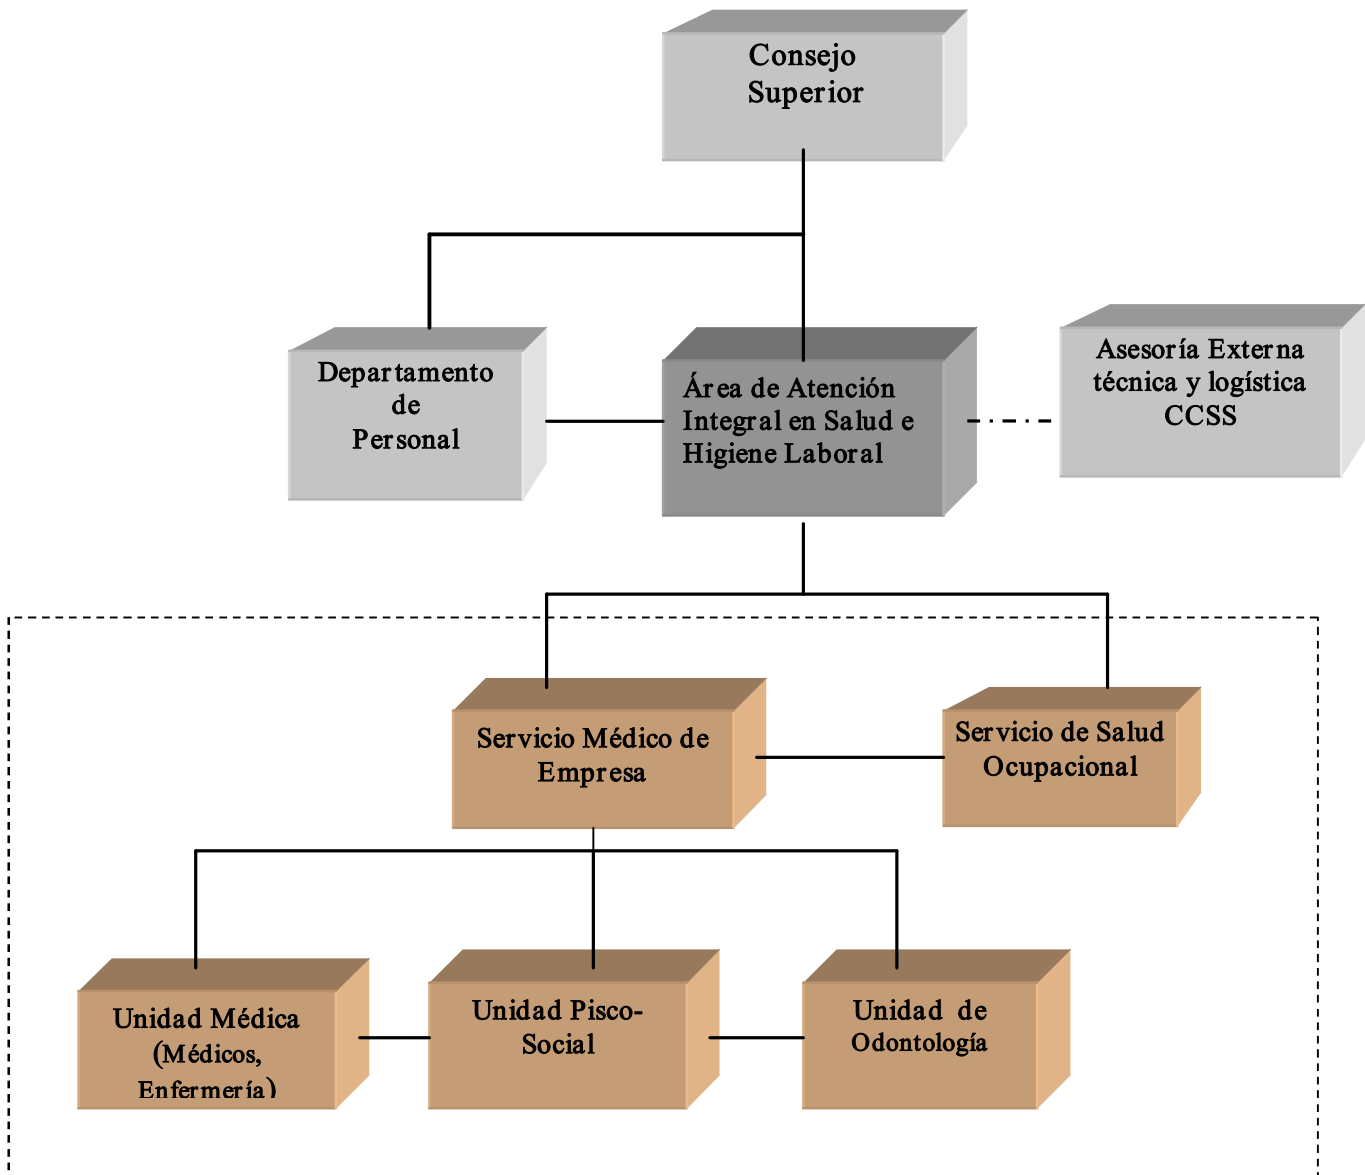 Consejo
Superior
Departamento
de
Personal
Área de Atención
Integral en Salud e
Higiene Laboral
Asesoría Externa
técnica y logística
CCSS
Servicio Médico de
Empresa
Servicio de Salud
Ocupacional
Unidad Médica
(Médicos,
Enfermería)
Unidad Pisco-
Social
Unidad de
Odontología